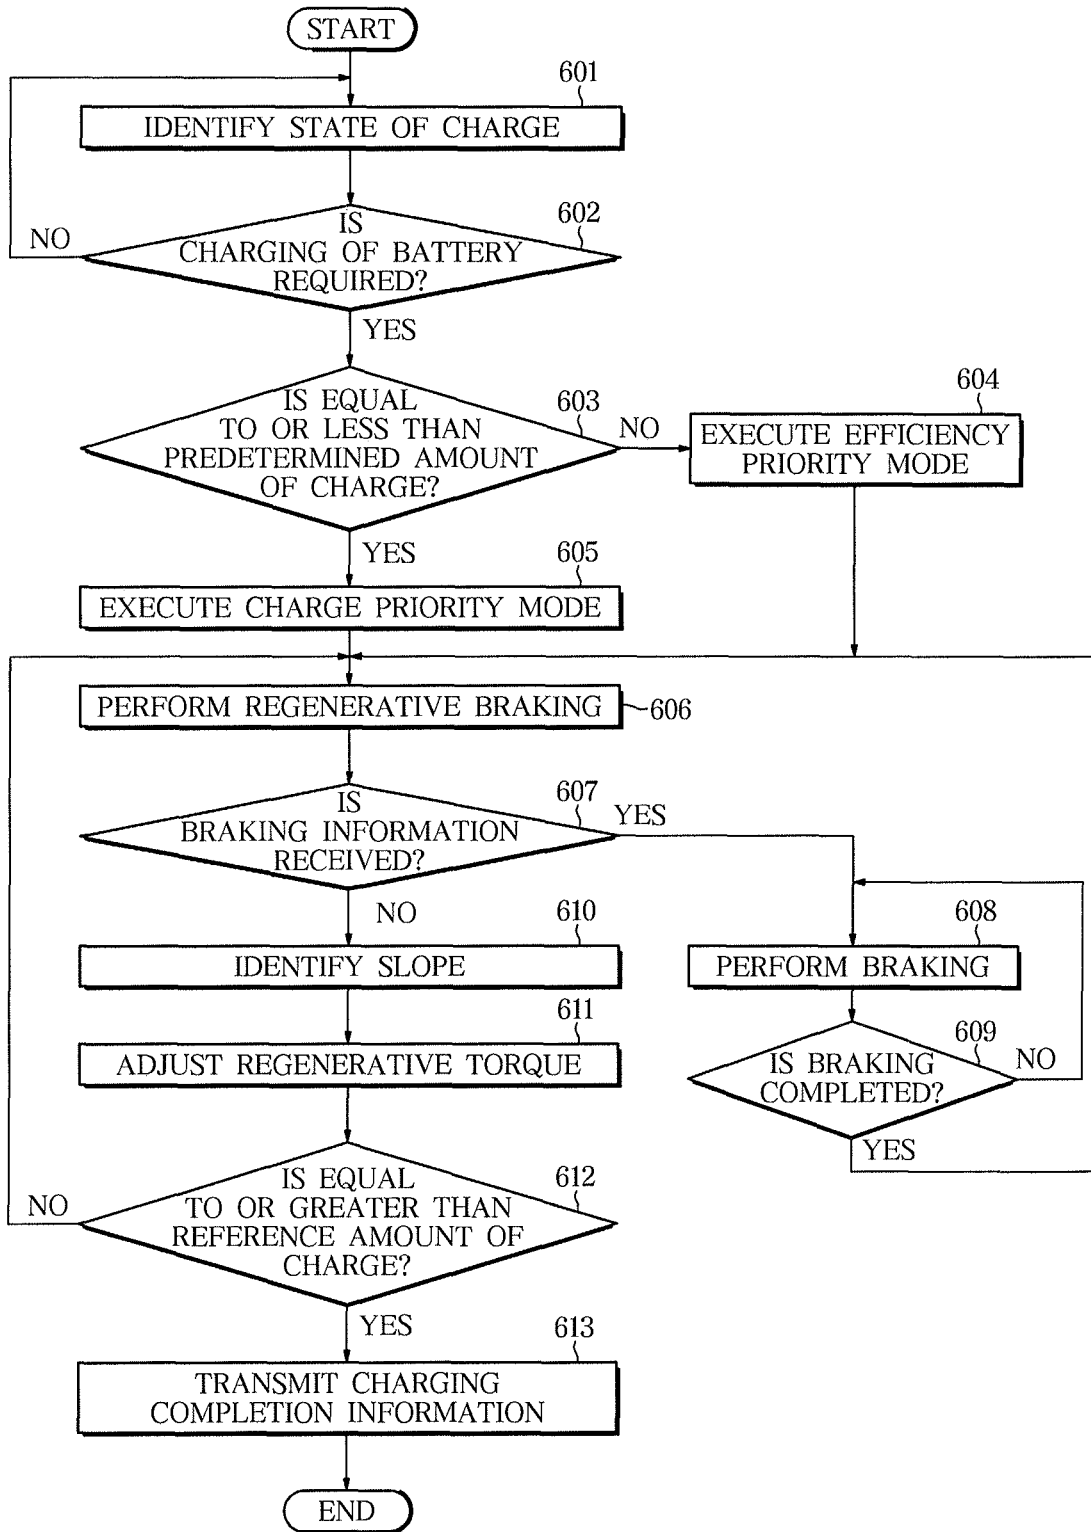 START
601
IDENTIFY STATE OF CHARGE
602
IS
CHARGING OF BATTERY
REQUIRED?
NO
YES
603
IS EQUAL
TO OR LESS THAN
PREDETERMINED AMOUNT
OF CHARGE?
NO
604
EXECUTE EFFICIENCY
PRIORITY MODE
YES
605
EXECUTE CHARGE PRIORITY MODE
PERFORM REGENERATIVE BRAKING
606
607
IS
BRAKING INFORMATION
RECEIVED?
YES
NO
608
PERFORM BRAKING
609
IS BRAKING
COMPLETED?
NO
YES
610
IDENTIFY SLOPE
611
ADJUST REGENERATIVE TORQUE
612
IS EQUAL
TO OR GREATER THAN
REFERENCE AMOUNT OF
CHARGE?
NO
YES
613
TRANSMIT CHARGING
COMPLETION INFORMATION
END